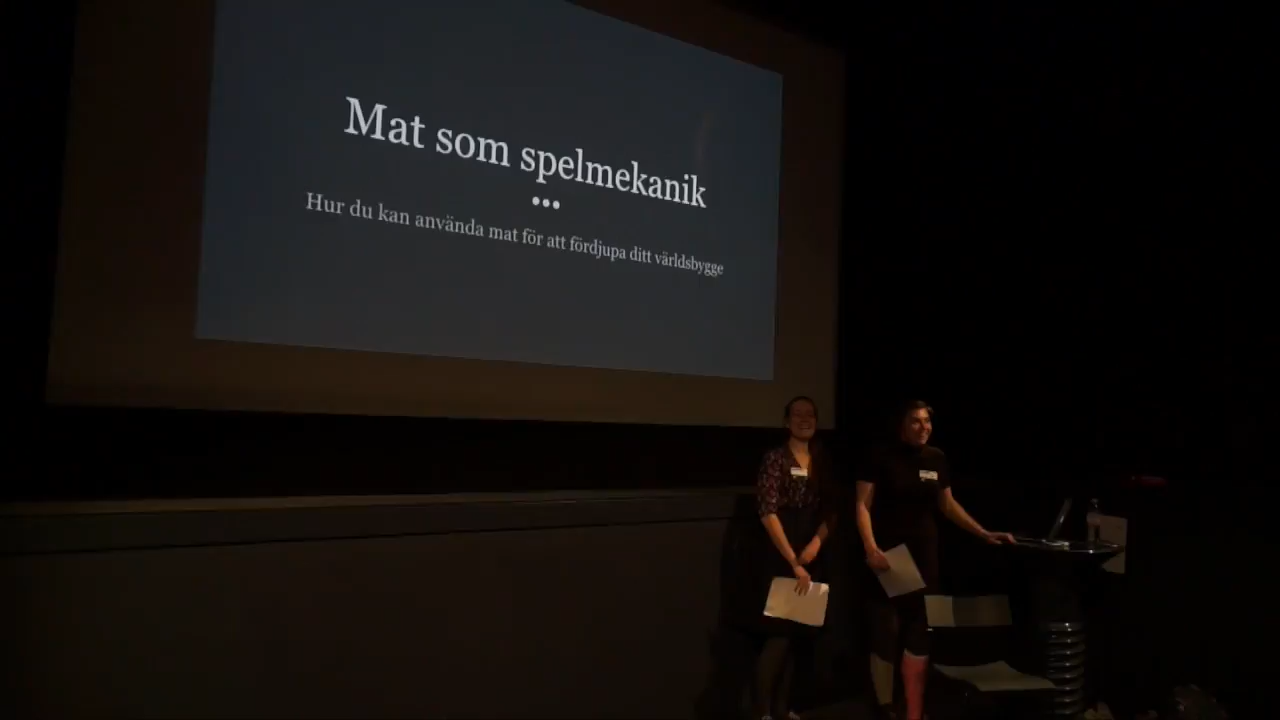 Mat som spelmekanik
Hur du kan använda mat för att fördjupa ditt världsbygge